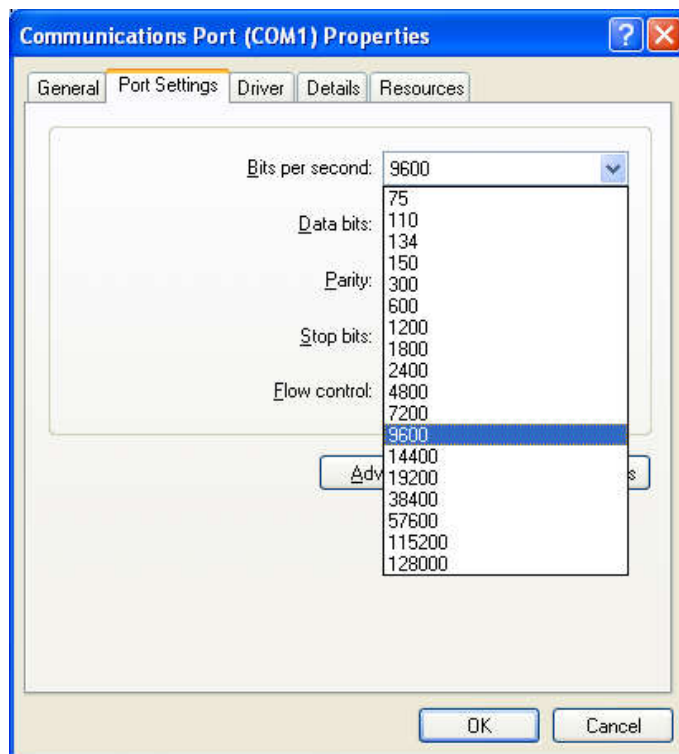 Communications Port (COM1) Properties
General Port Settings Driver Details Resources
Bits per second: 9600
75
Data bits:
110
134
150
Parity:
300
600
1200
Stop bits:
1800
2400
Flow control:
4800
7200
9600
14400
Adv
19200
s
38400
57600
115200
128000
OK Cancel